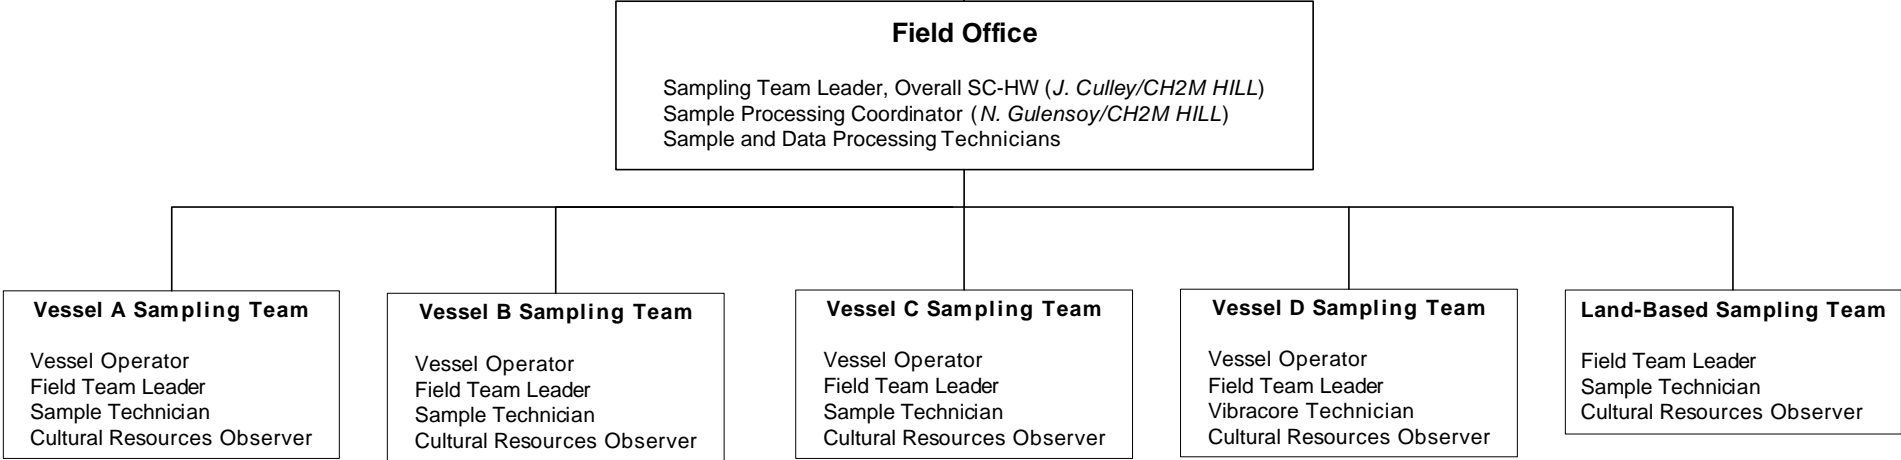 Field Office
Sampling Team Leader, Overall SC-HW (J. Culley/CH2M HILL)
Sample Processing Coordinator (N. Gulensoy/CH2M HILL)
Sample and Data Processing Technicians
Vessel A Sampling Team
Vessel Operator
Field Team Leader
Sample Technician
Cultural Resources Observer
Vessel B Sampling Team
Vessel Operator
Field Team Leader
Sample Technician
Cultural Resources Observer
Vessel C Sampling Team
Vessel Operator
Field Team Leader
Sample Technician
Cultural Resources Observer
Vessel D Sampling Team
Vessel Operator
Field Team Leader
Vibracore Technician
Cultural Resources Observer
Land-Based Sampling Team
Field Team Leader
Sample Technician
Cultural Resources Observer